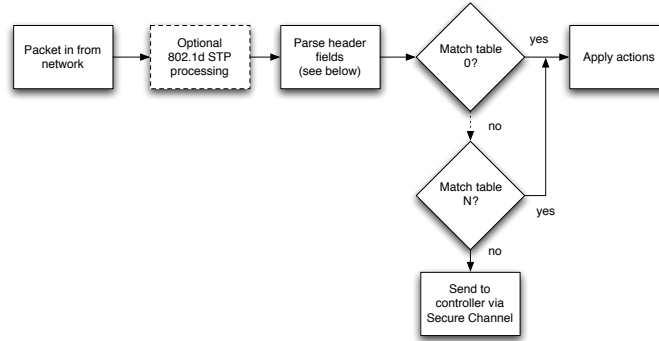 Packet in from
network
Optional
802.1d STP
processing
Parse header
fields
(see below)
Match table
0?
yes
Apply actions
no
Match table
N?
yes
no
Send to
controller via
Secure Channel